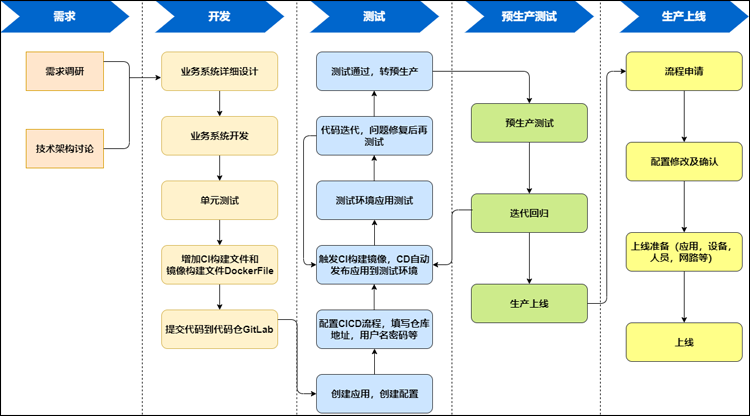 需求
开发
测试
预生产测试
生产上线
需求调研
技术架构讨论
业务系统详细设计
业务系统开发
单元测试
增加CI构建文件和
镜像构建文件DockerFile
提交代码到代码仓GitLab
测试通过，转预生产
代码迭代，问题修复后再
测试
测试环境应用测试
触发CI构建镜像，CD自动
发布应用到测试环境
配置CICD流程，填写仓库
地址，用户名密码等
创建应用，创建配置
预生产测试
迭代回归
生产上线
流程申请
配置修改及确认
上线准备（应用，设备，
人员，网路等)
上线